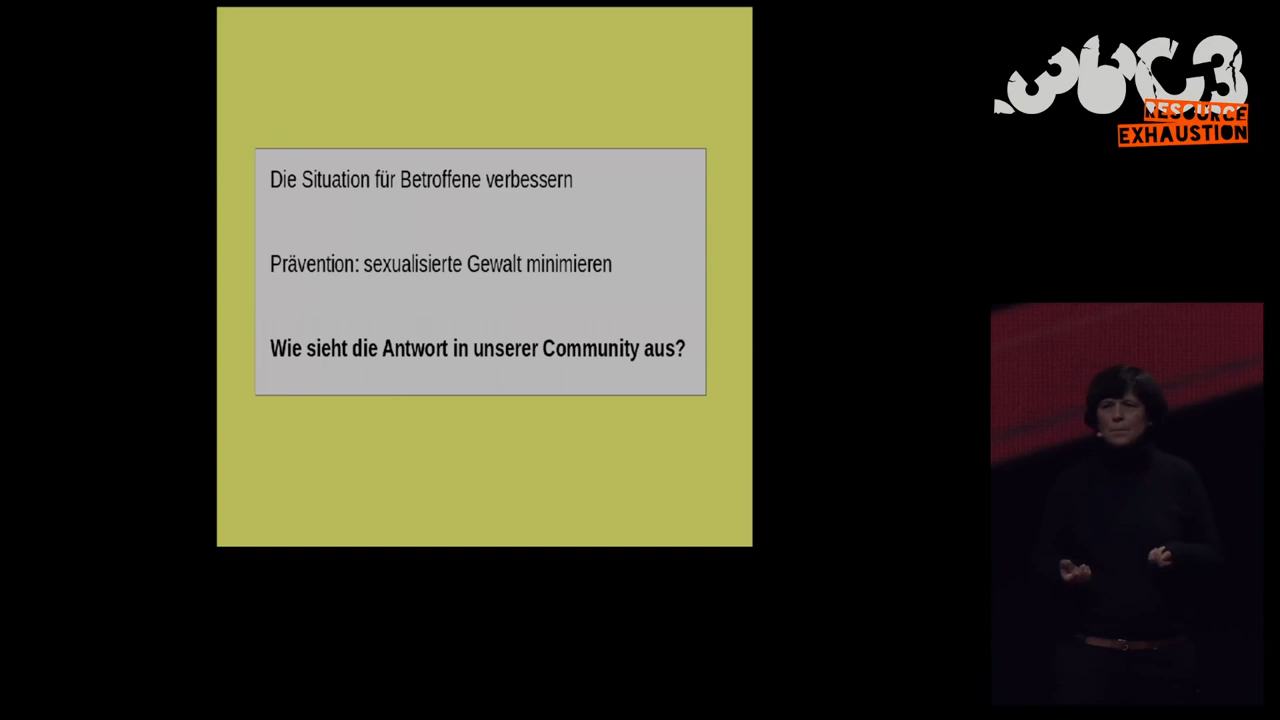 Die Situation für Betroffene verbessern
Prävention: sexualisierte Gewalt minimieren
Wie sieht die Antwort in unserer Community aus?
36C3
RESOURCE
EXHAUSTION